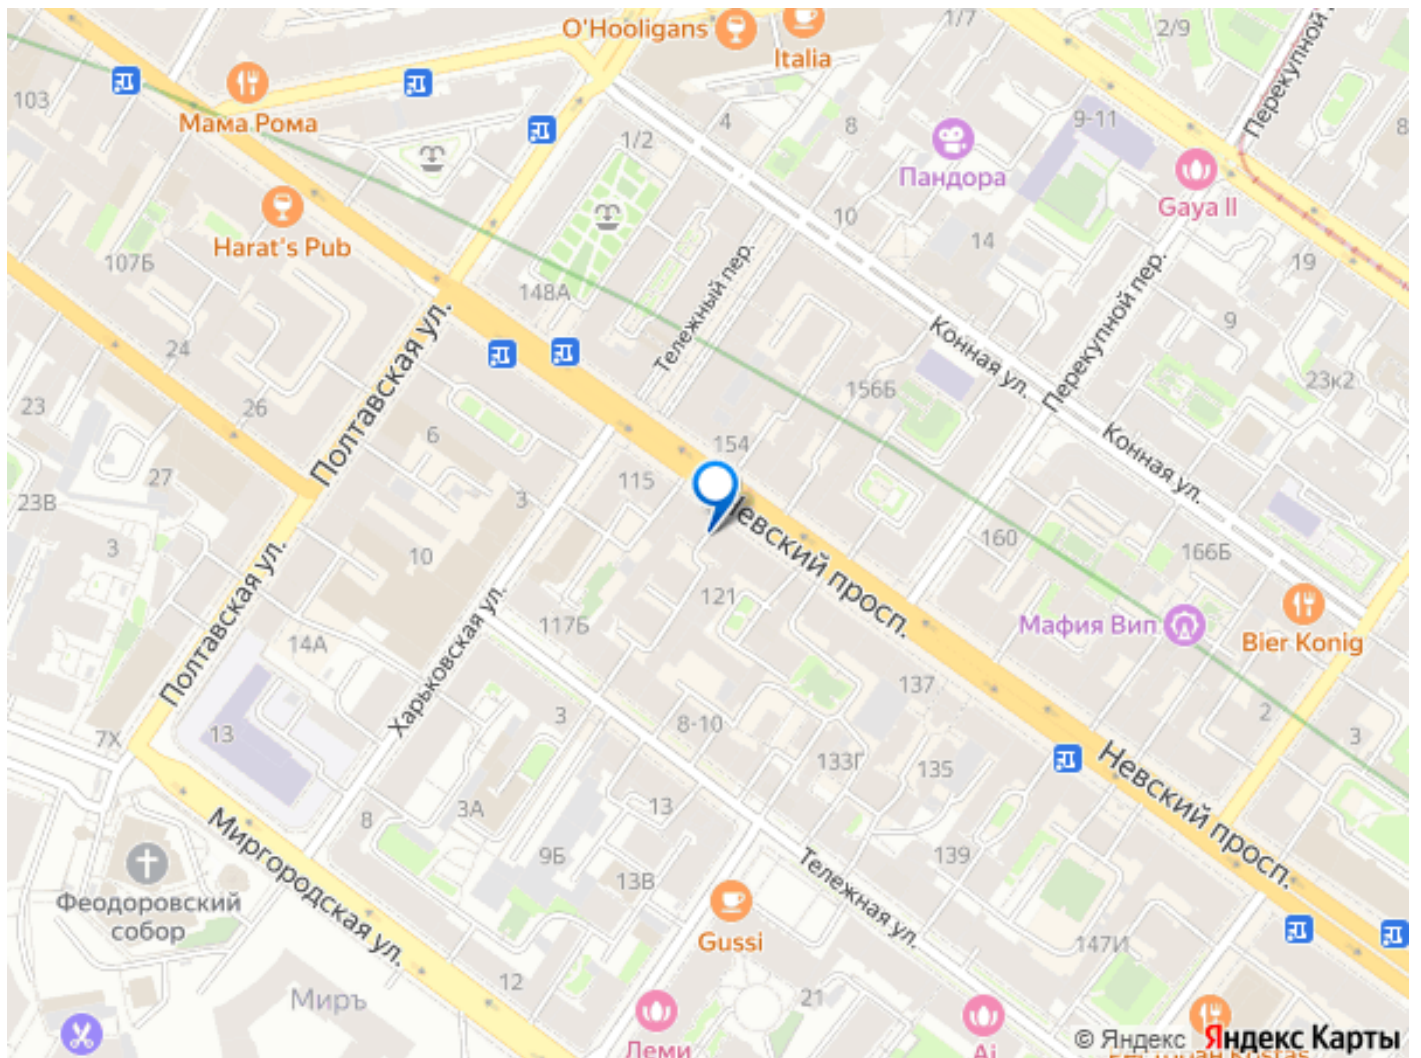 O'Hooligans
Italia
1/7
2/9
Перекупной
103
Мама Рома
1/2
4
8
9-11
8
Пандора
Gaya II
Harat's Pub
107Б
148А
Тележный пер.
10
14
19
Перекупной пер.
9
24
Полтавская ул.
Конная ул.
23к2
156Б
23
26
6
154
Конная ул.
27
23В
115
3
Невский просп.
3
10
160
166Б
Полтавская ул.
Харьковская ул.
121
117Б
14А
Мафия Вип
Bier Konig
137
2
3
7Х
13
3
8-10
133Г
135
Невский просп.
8
3А
13
Миргородская ул.
9Б
139
13В
Тележная ул.
Феодоровский
собор
Gussi
147И
12
Миръ
21
Леми
Ai
© Яндекс Яндекс Карты